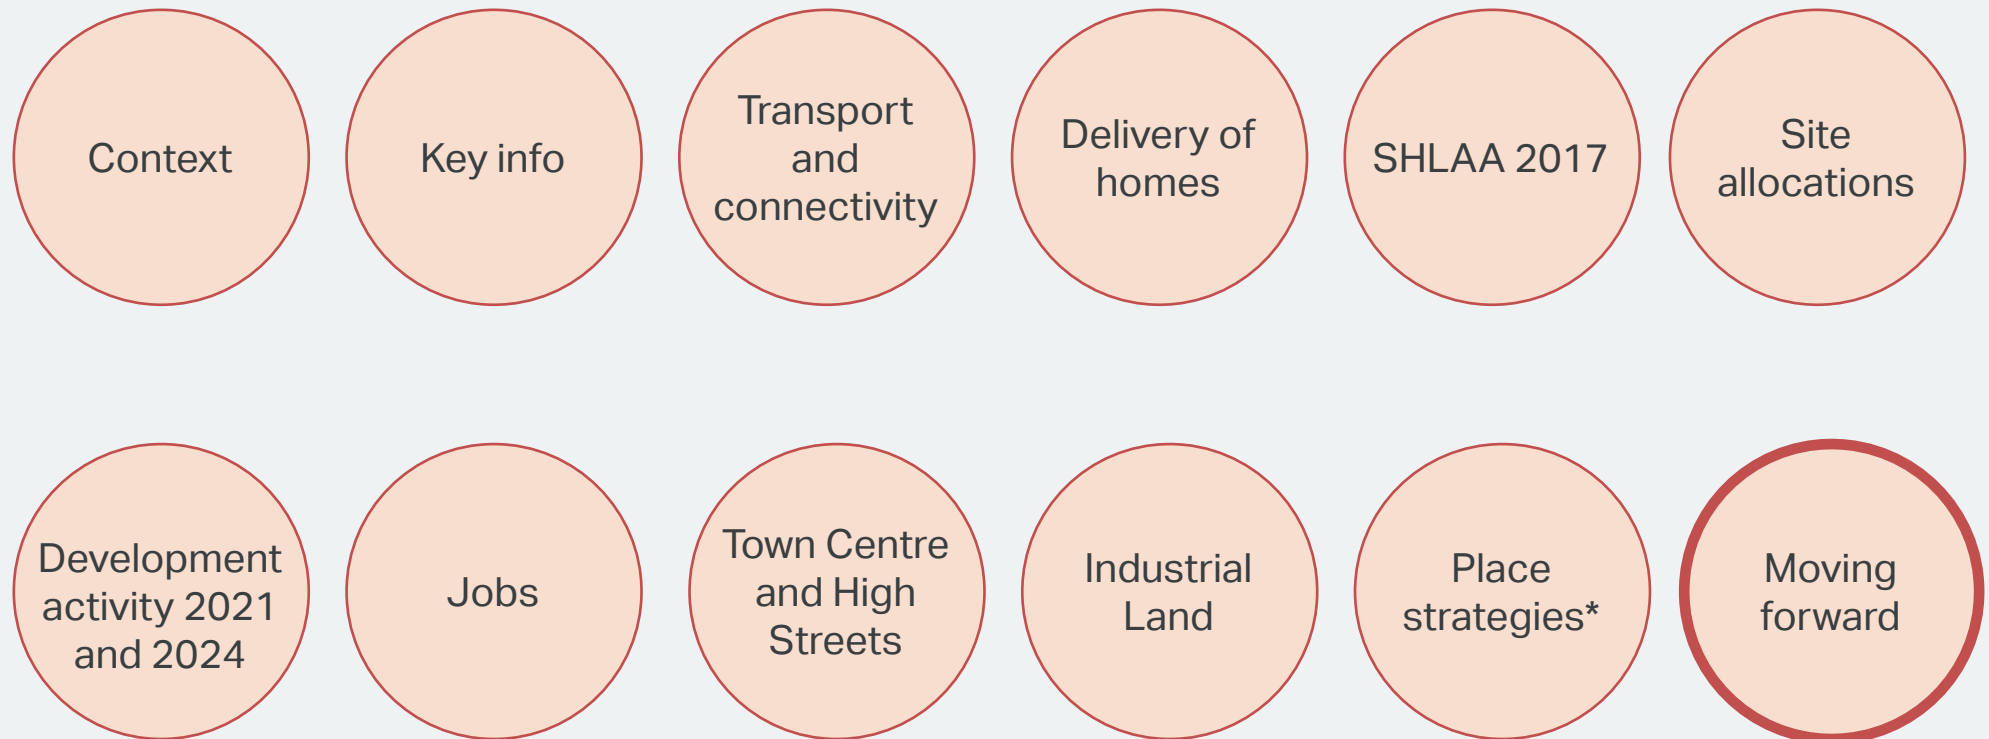 Context
Key info
Transport
and
connectivity
Delivery of
homes
SHLAA 2017
Site
allocations
Development
activity 2021
and 2024
Jobs
Town Centre
and High
Streets
Industrial
Land
Place
strategies*
Moving
forward